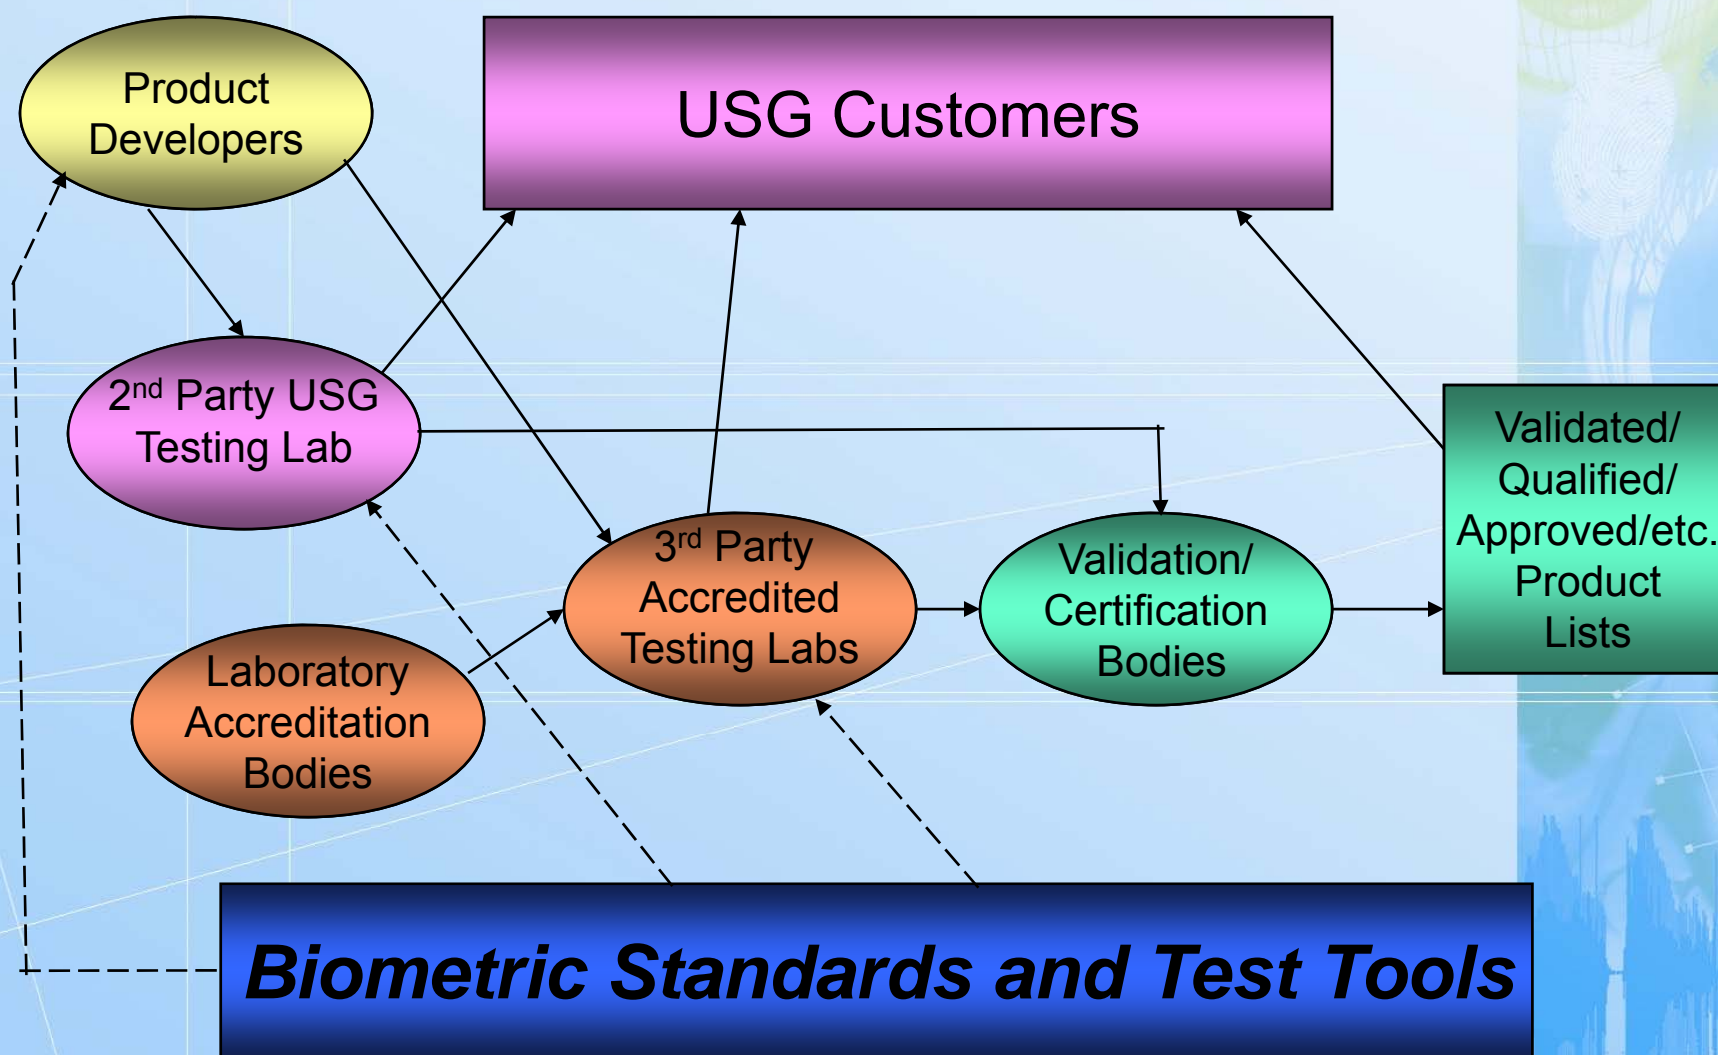 Product
Developers
USG Customers
2nd Party USG
Testing Lab
3rd Party
Accredited
Testing Labs
Validation/
Certification
Bodies
Validated/
Qualified/
Approved/etc.
Product
Lists
Laboratory
Accreditation
Bodies
Biometric Standards and Test Tools